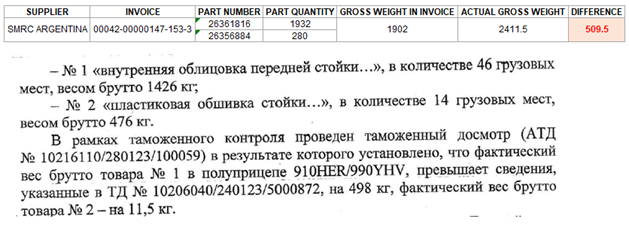 SUPPLIER INVOICE PART NUMBER PART QUANTITY GROSS WEIGHT IN INVOICE ACTUAL GROSS WEIGHT DIFFERENCE
SMRC ARGENTINA 00042-00000147-153-3 26361816 1932 1902 2411.5 509.5
26356884 280
– № 1 «внутренняя облицовка передней стойки…», в количестве 46 грузовых
мест, весом брутто 1426 кг;
– № 2 «пластиковая обшивка стойки…», в количестве 14 грузовых мест,
весом брутто 476 кг.
В рамках таможенного контроля проведен таможенный досмотр (АТД
№ 10216110/280123/100059) в результате которого установлено, что фактический
вес брутто товара № 1 в полуприцепе 910HER/990YHV, превышает сведения,
указанные в ТД № 10206040/240123/5000872, на 498 кг, фактический вес брутто
товара № 2 – на 11,5 кг.